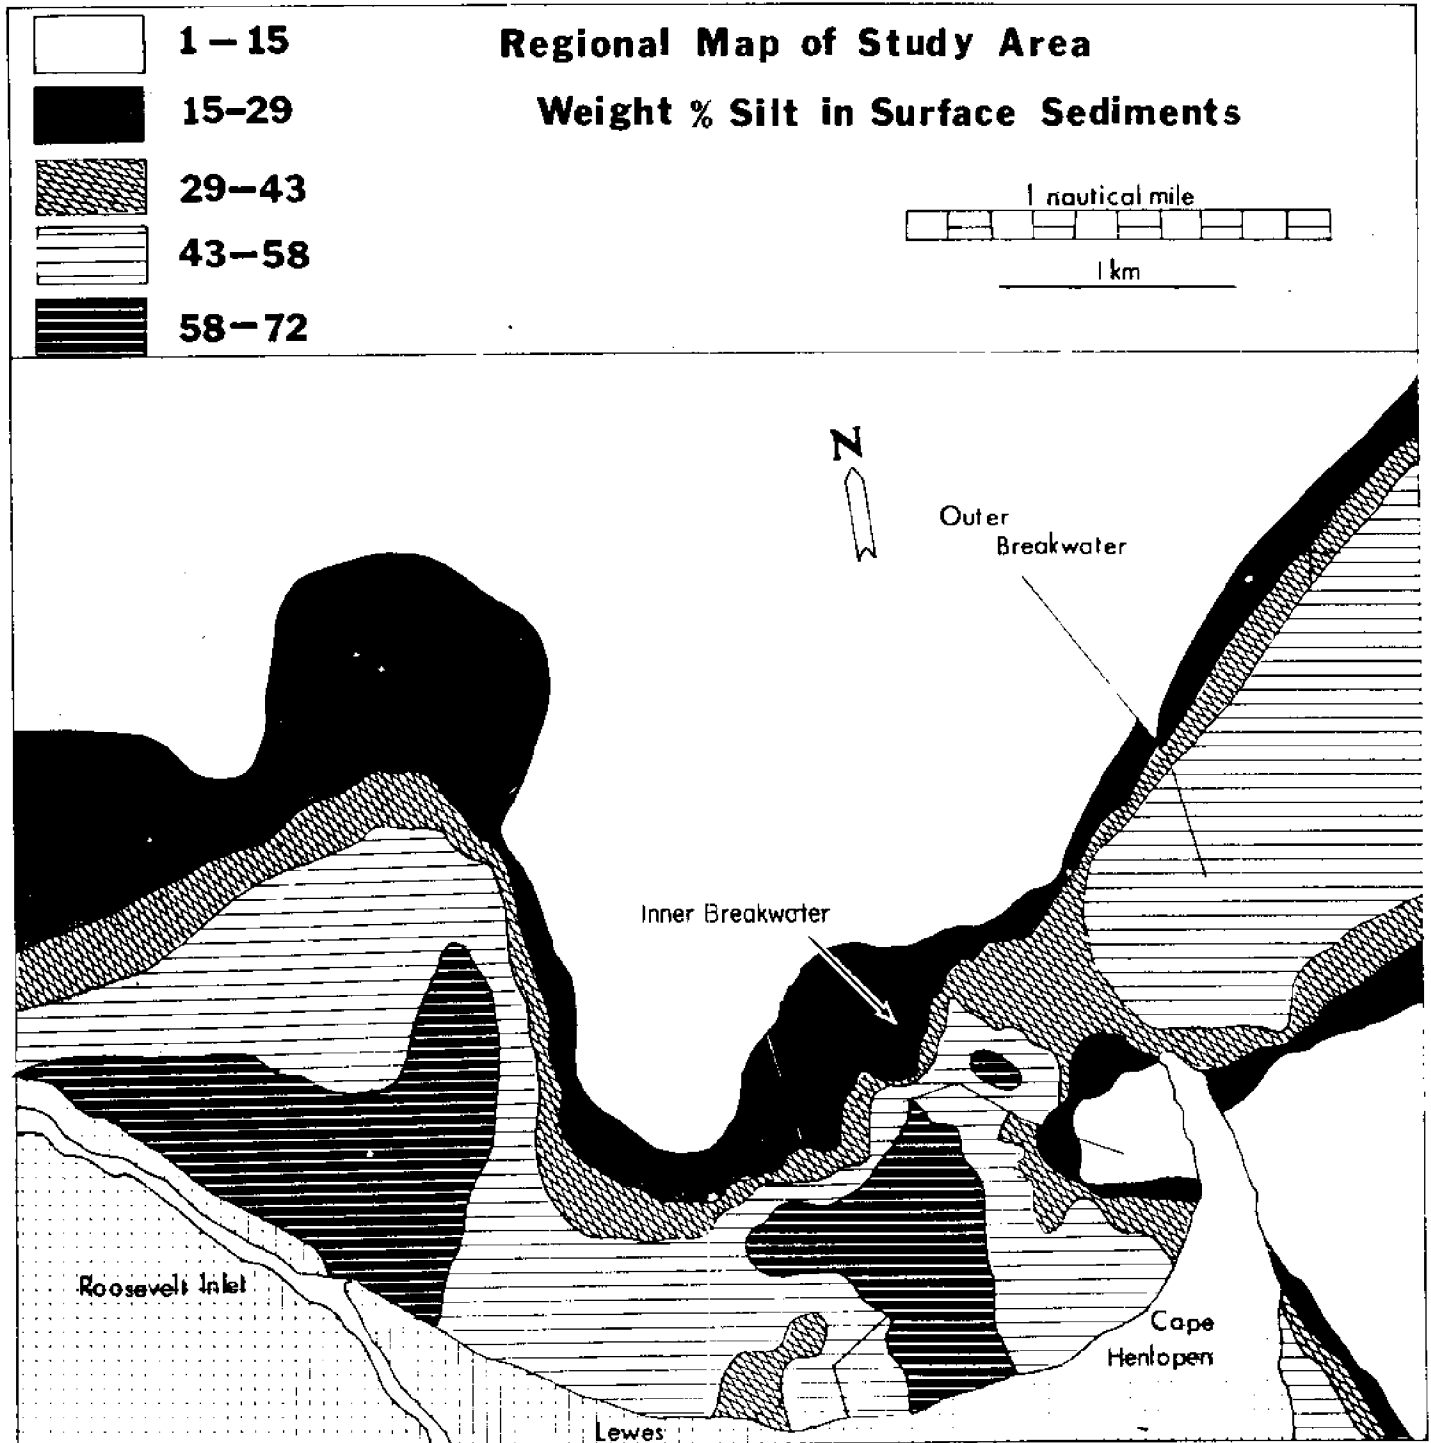 1–15
Regional Map of Study Area
15–29
Weight % Silt in Surface Sediments
29–43
1 nautical mile
43–58
1 km
58–72
N
Outer
Breakwater
Inner Breakwater
Roosevelt Inlet
Cape
Henlopen
Lewes